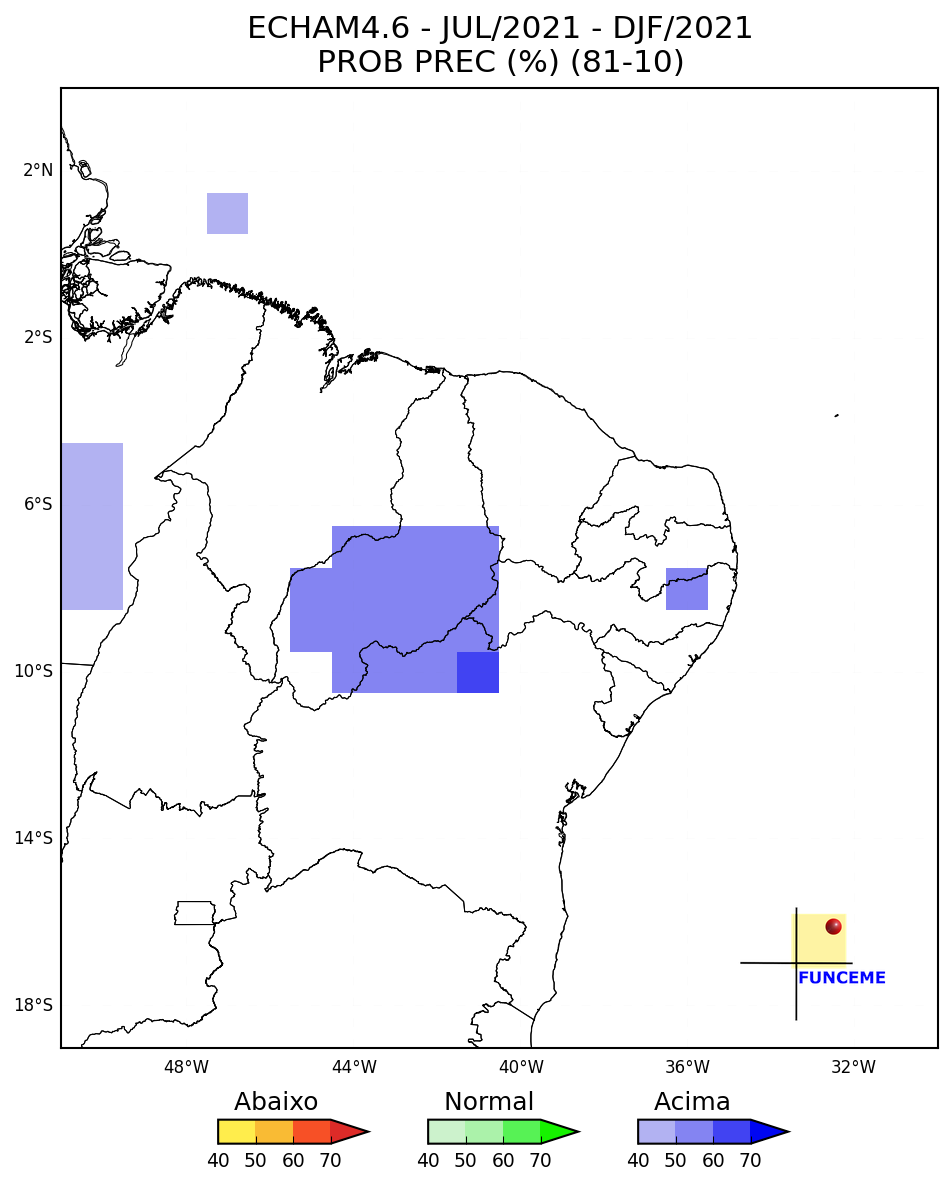 ECHAM4.6 - JUL/2021 - DJF/2021
PROB PREC (%) (81-10)
2°N
2°S
6°S
10°S
14°S
18°S
FUNCEME
48°W 44°W 40°W 36°W 32°W
Abaixo Normal Acima
40 50 60 70 40 50 60 70 40 50 60 70